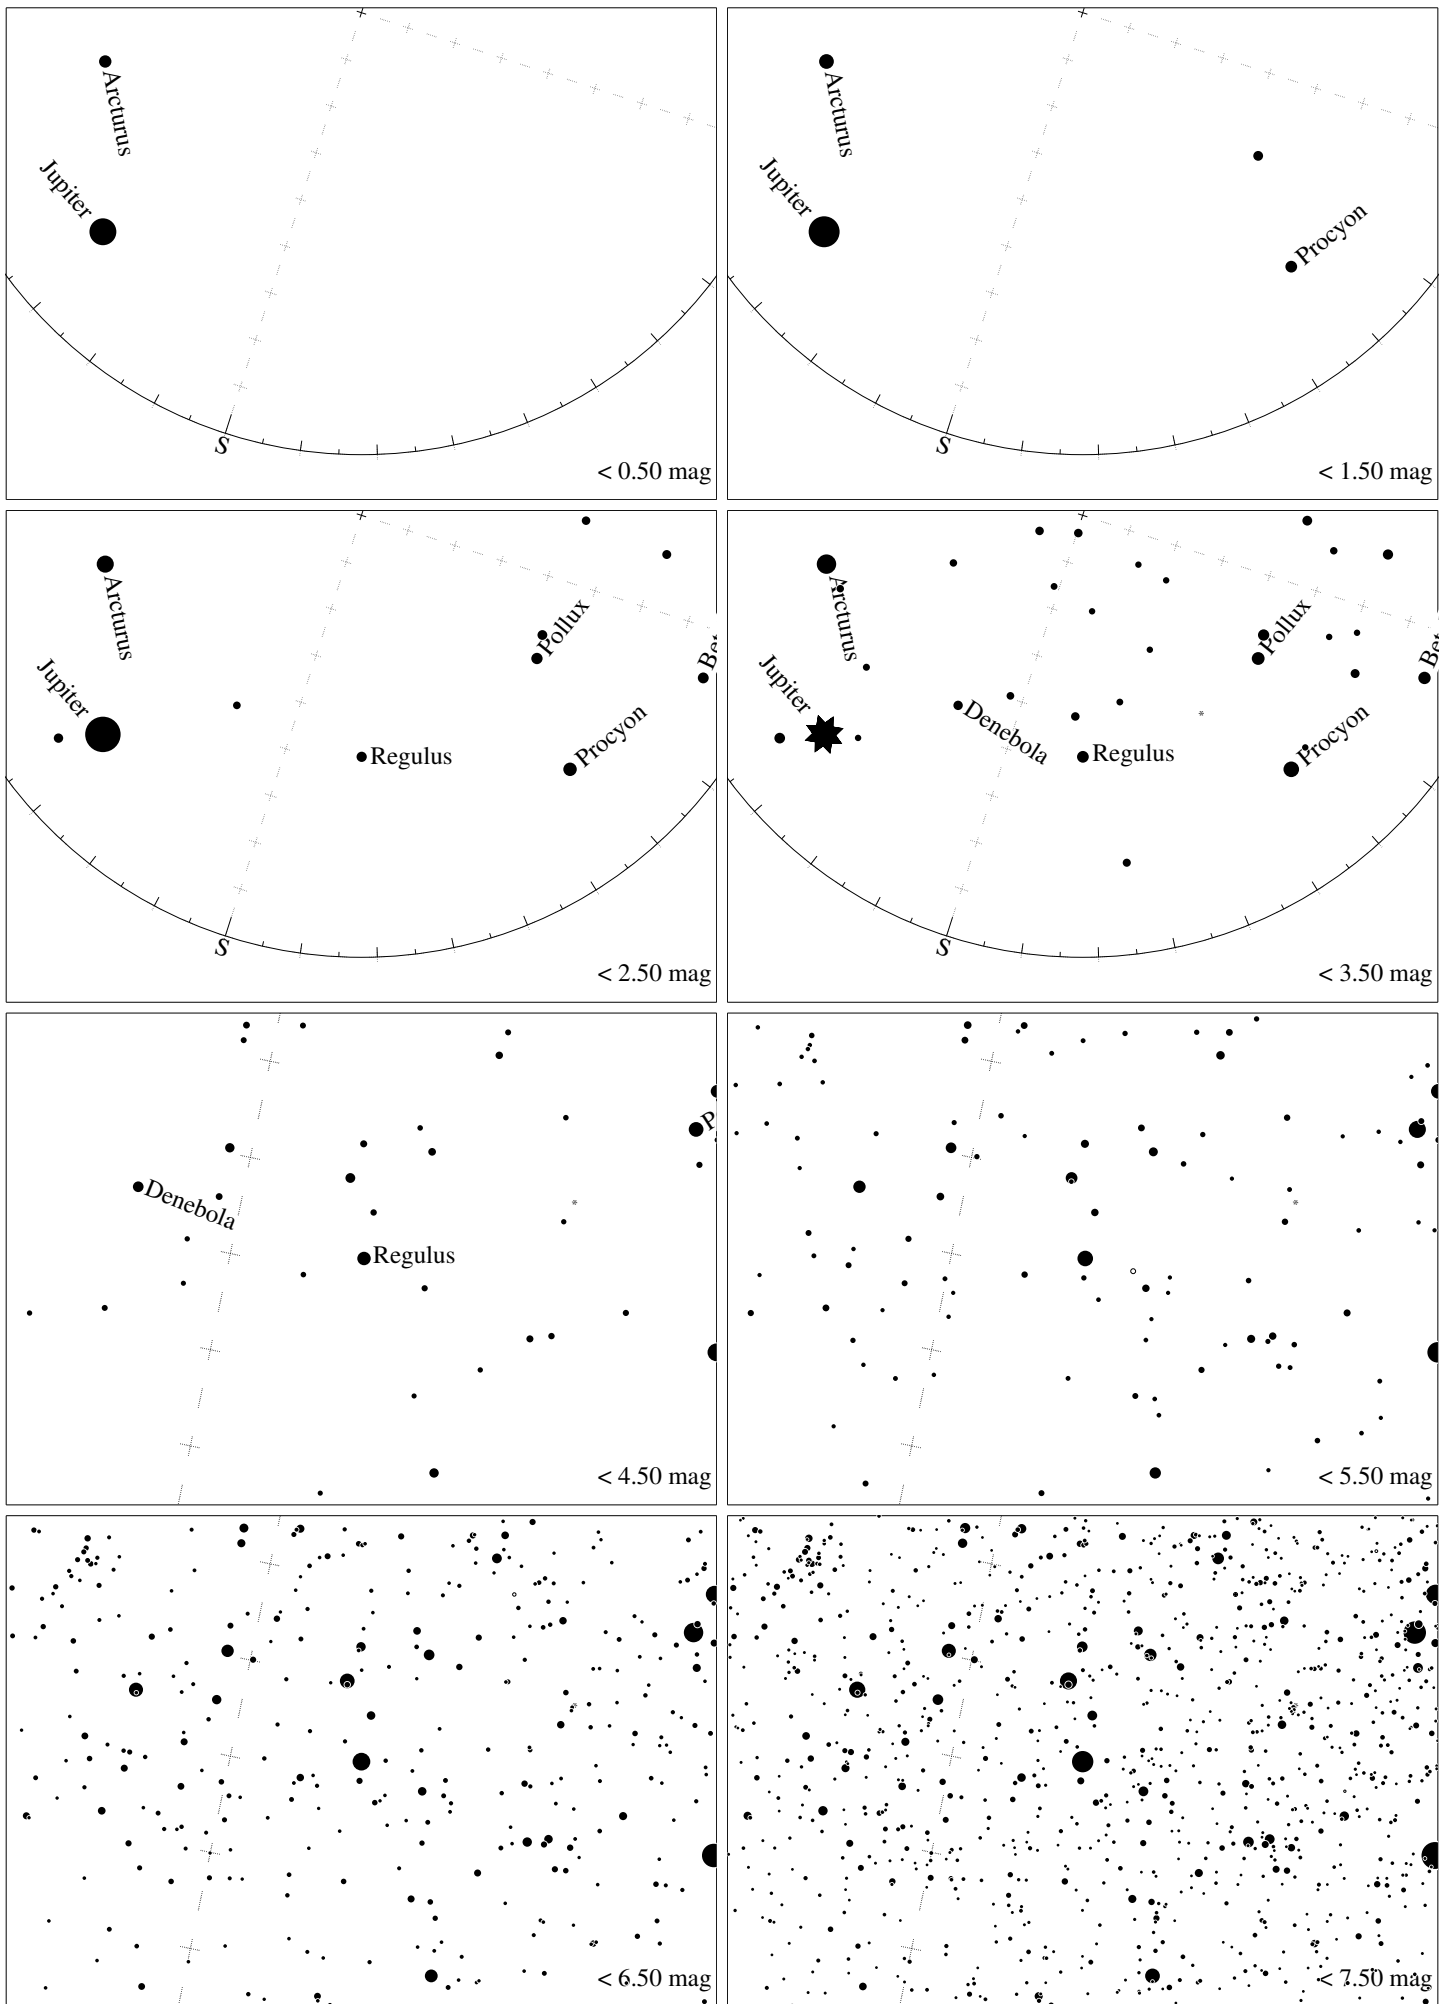 Arcturus
Jupiter
S
< 0.50 mag
Arcturus
Jupiter
Procyon
S
< 1.50 mag
Arcturus
Pollux
Bet
Jupiter
Procyon
Regulus
S
< 2.50 mag
Arcturus
Pollux
Bet
Jupiter
Denebola
Procyon
Regulus
S
< 3.50 mag
P
Denebola
Regulus
< 4.50 mag
< 5.50 mag
< 6.50 mag
< 7.50 mag